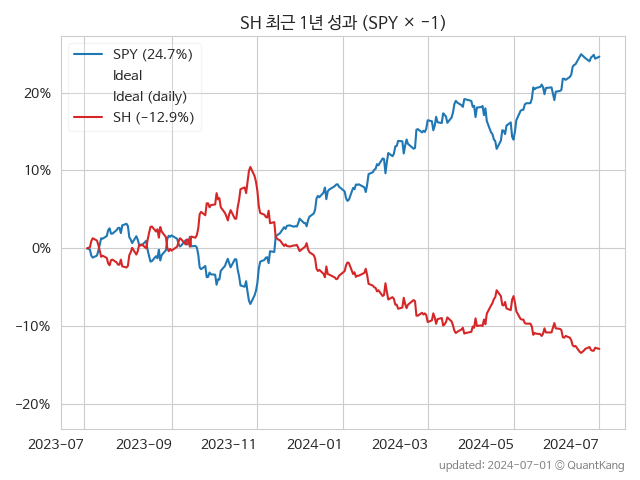 SH 최근 1년 성과 (SPY × −1)
SPY (24.7%)
Ideal
Ideal (daily)
SH (−12.9%)
20%
10%
0%
−10%
−20%
2023-07 2023-09 2023-11 2024-01 2024-03 2024-05 2024-07
updated: 2024-07-01 © QuantKang